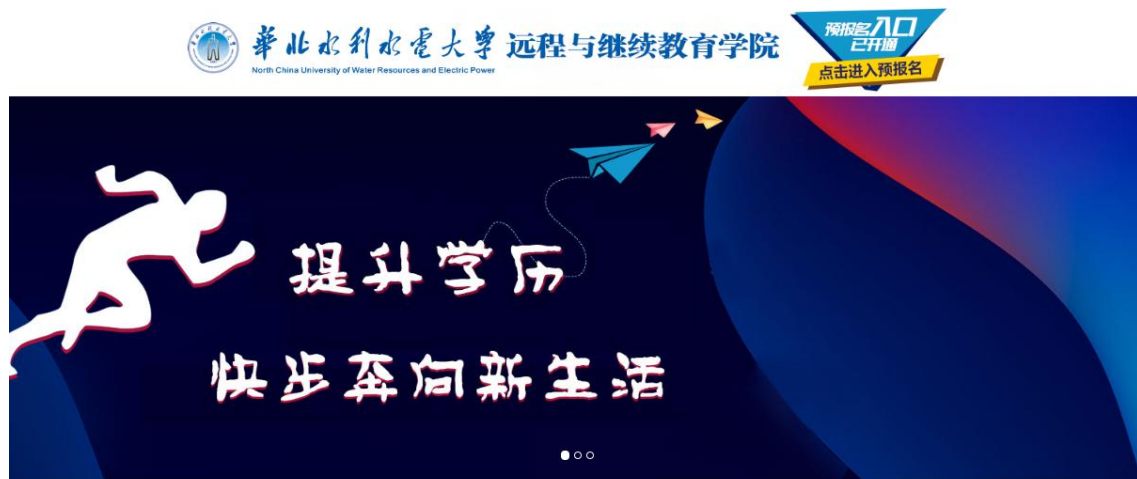 華北水利水電大學 远程与继续教育学院
North China University of Water Resources and Electric Power
预报名入口
已开通
点击进入预报名
提升学历
快步奔向新生活